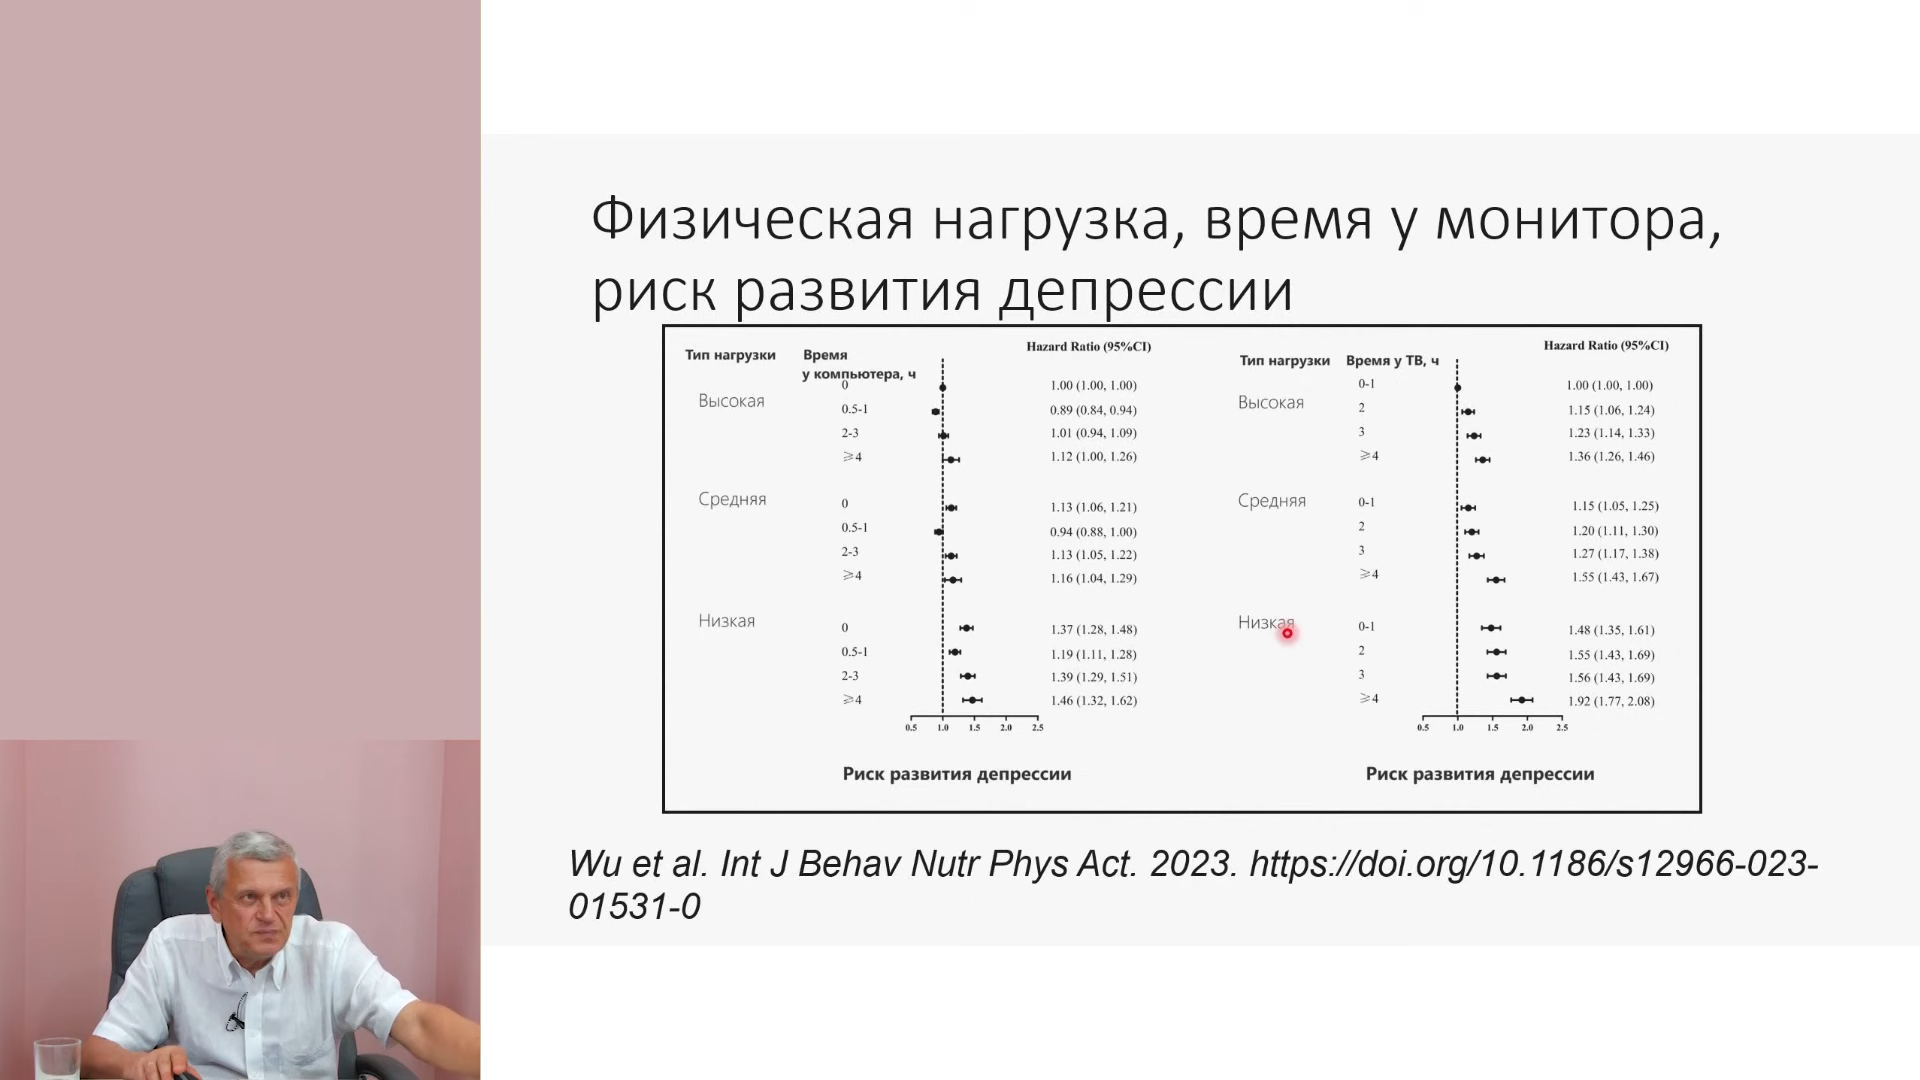 Физическая нагрузка, время у монитора,
риск развития депрессии
Тип нагрузки Время у компьютера, ч Hazard Ratio (95%CI)
Высокая
0 1.00 (1.00, 1.00)
0.5-1 0.89 (0.84, 0.94)
2-3 1.01 (0.94, 1.09)
⩾4 1.12 (1.00, 1.26)
Средняя
0 1.13 (1.06, 1.21)
0.5-1 0.94 (0.88, 1.00)
2-3 1.13 (1.05, 1.22)
⩾4 1.16 (1.04, 1.29)
Низкая
0 1.37 (1.28, 1.48)
0.5-1 1.19 (1.11, 1.28)
2-3 1.39 (1.29, 1.51)
⩾4 1.46 (1.32, 1.62)
0.5 1.0 1.5 2.0 2.5
Риск развития депрессии
Тип нагрузки Время у ТВ, ч Hazard Ratio (95%CI)
Высокая
0-1 1.00 (1.00, 1.00)
2 1.15 (1.06, 1.24)
3 1.23 (1.14, 1.33)
⩾4 1.36 (1.26, 1.46)
Средняя
0-1 1.15 (1.05, 1.25)
2 1.20 (1.11, 1.30)
3 1.27 (1.17, 1.38)
⩾4 1.55 (1.43, 1.67)
Низкая
0-1 1.48 (1.35, 1.61)
2 1.55 (1.43, 1.69)
3 1.56 (1.43, 1.69)
⩾4 1.92 (1.77, 2.08)
0.5 1.0 1.5 2.0 2.5
Риск развития депрессии
Wu et al. Int J Behav Nutr Phys Act. 2023. https://doi.org/10.1186/s12966-023-
01531-0